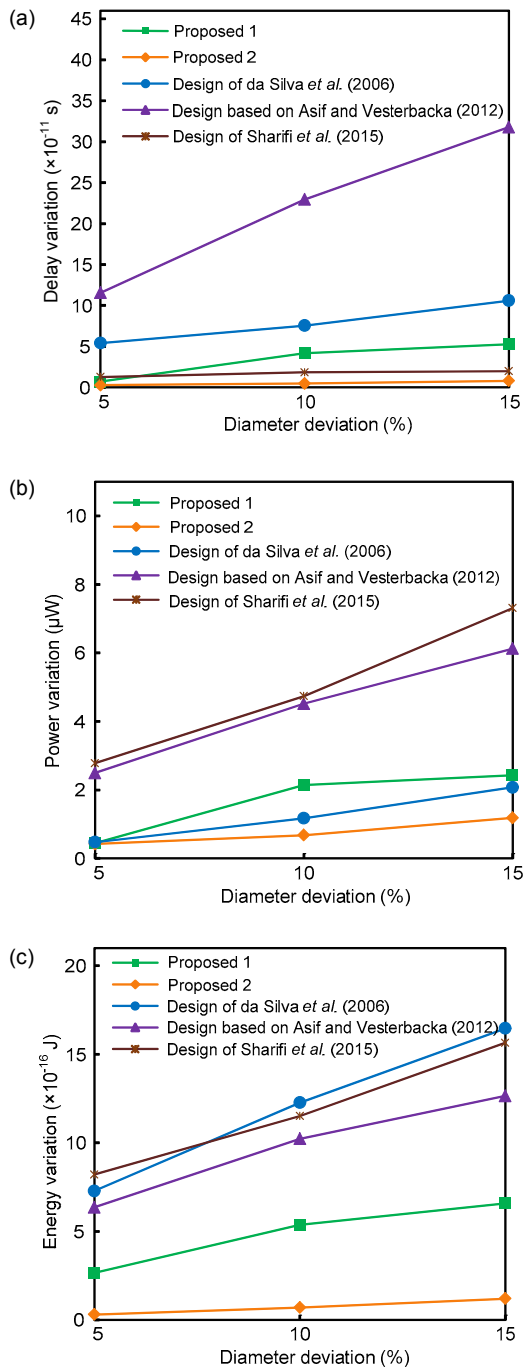 (a)
45
40
35
30
25
20
15
10
5
0
Delay variation (×10⁻¹¹ s)
Proposed 1
Proposed 2
Design of da Silva et al. (2006)
Design based on Asif and Vesterbacka (2012)
Design of Sharifi et al. (2015)
5 10 15
Diameter deviation (%)
(b)
10
8
6
4
2
0
Power variation (μW)
Proposed 1
Proposed 2
Design of da Silva et al. (2006)
Design based on Asif and Vesterbacka (2012)
Design of Sharifi et al. (2015)
5 10 15
Diameter deviation (%)
(c)
20
15
10
5
0
Energy variation (×10⁻¹⁶ J)
Proposed 1
Proposed 2
Design of da Silva et al. (2006)
Design based on Asif and Vesterbacka (2012)
Design of Sharifi et al. (2015)
5 10 15
Diameter deviation (%)